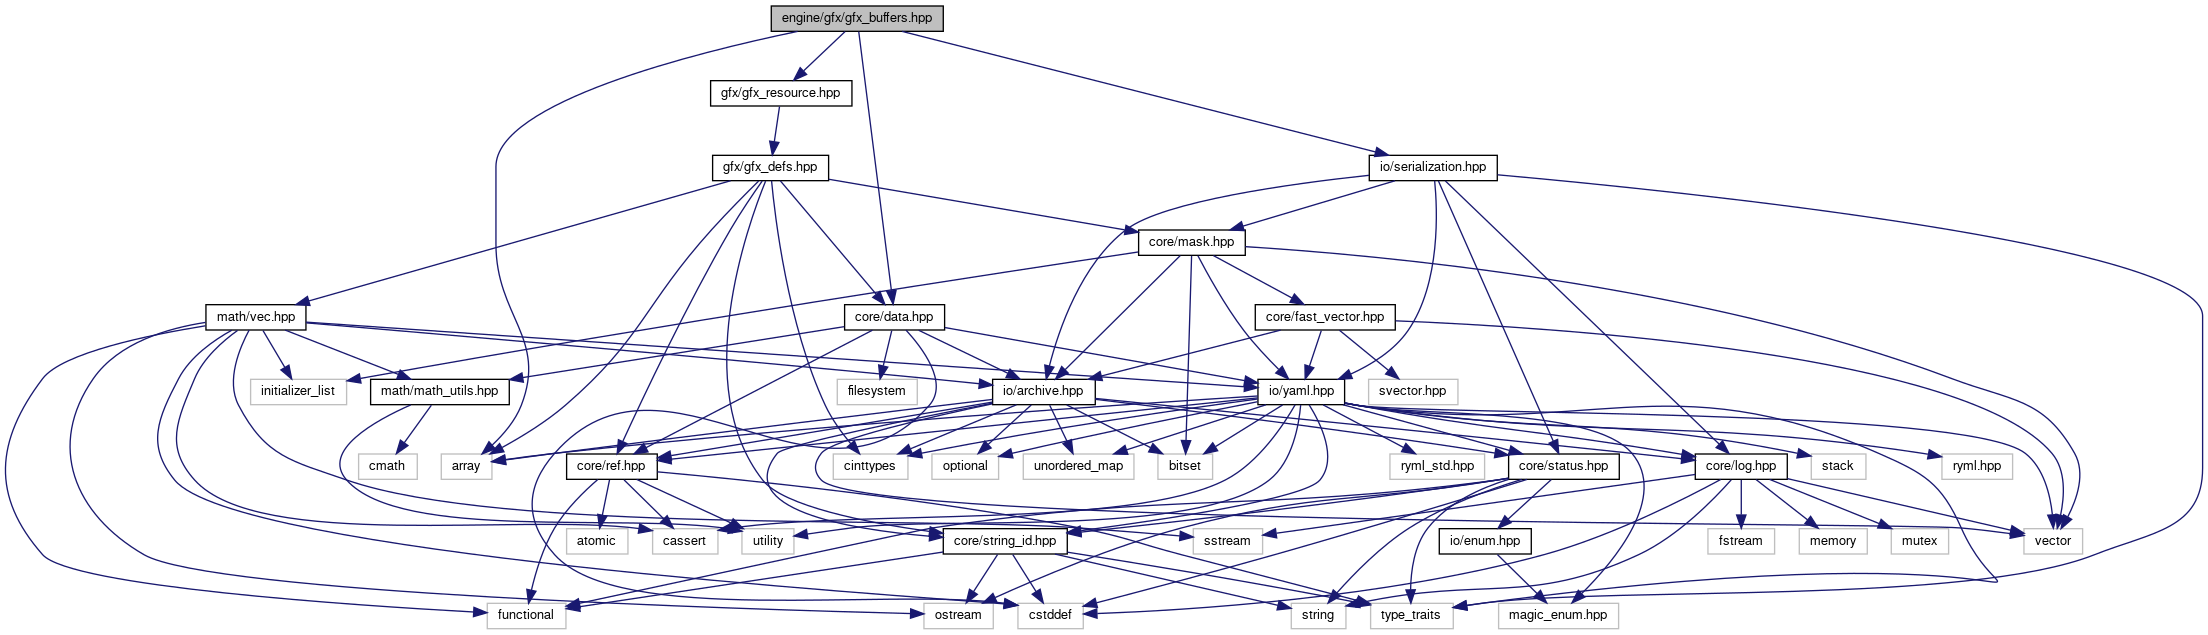 engine/gfx/gfx_buffers.hpp
gfx/gfx_resource.hpp
gfx/gfx_defs.hpp
io/serialization.hpp
core/mask.hpp
math/vec.hpp
core/data.hpp
core/fast_vector.hpp
initializer_list
math/math_utils.hpp
filesystem
io/archive.hpp
io/yaml.hpp
svector.hpp
cmath
array
core/ref.hpp
cinttypes
optional
unordered_map
bitset
ryml_std.hpp
core/status.hpp
core/log.hpp
stack
ryml.hpp
atomic
cassert
utility
core/string_id.hpp
sstream
io/enum.hpp
fstream
memory
mutex
vector
functional
ostream
cstddef
string
type_traits
magic_enum.hpp